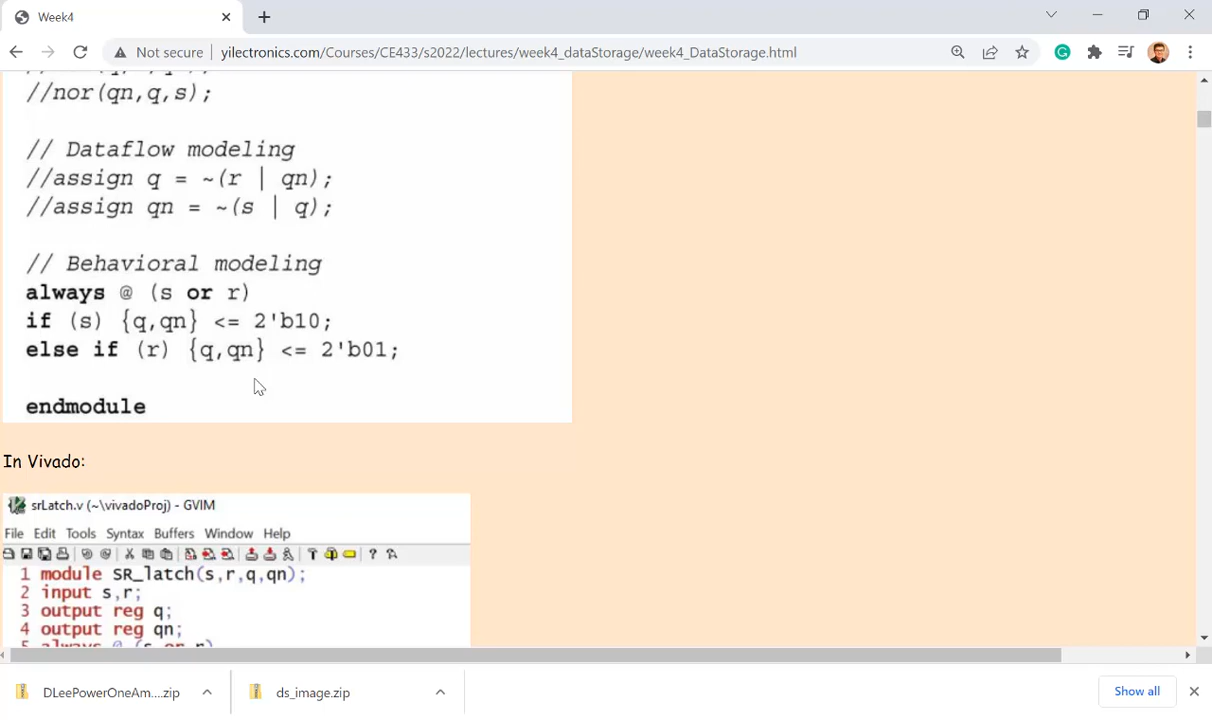 Week4
Not secure
yilectronics.com/Courses/CE433/s2022/lectures/week4_dataStorage/week4_DataStorage.html
//nor(qn,q,s);
// Dataflow modeling
//assign q = ~(r | qn);
//assign qn = ~(s | q);
// Behavioral modeling
always @ (s or r)
if (s) {q,qn} <= 2'b10;
else if (r) {q,qn} <= 2'b01;
endmodule
In Vivado:
srLatch.v (~\vivadoProj) - GVIM
File Edit Tools Syntax Buffers Window Help
1 module SR_latch(s,r,q,qn);
2 input s,r;
3 output reg q;
4 output reg qn;
5 always @ (s or r)
DLeePowerOneAm....zip
ds_image.zip
Show all